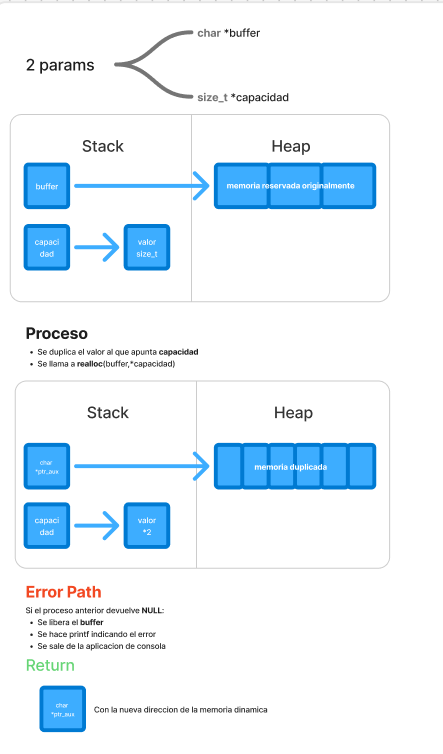 char *buffer
2 params
size_t *capacidad
Stack
Heap
buffer
memoria reservada originalmente
capaci
dad
valor
size_t
Proceso
• Se duplica el valor al que apunta capacidad
• Se llama a realloc(buffer,*capacidad)
Stack
Heap
char
*ptr_aux
memoria duplicada
capaci
dad
valor
*2
Error Path
Si el proceso anterior devuelve NULL:
• Se libera el buffer
• Se hace printf indicando el error
• Se sale de la aplicacion de consola
Return
char
*ptr_aux
Con la nueva direccion de la memoria dinamica